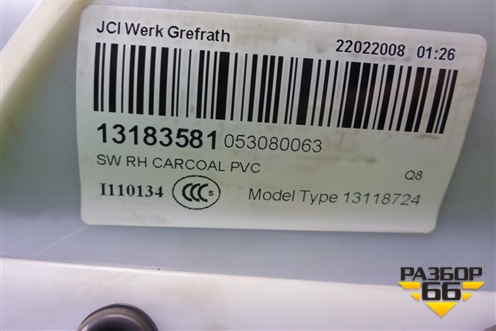 JCI Werk Grefrath 22022008 01:26
13183581 053080063
SW RH CARCOAL PVC
Q8
I110134 CCC S Model Type 13118724
РАЗБОР
66